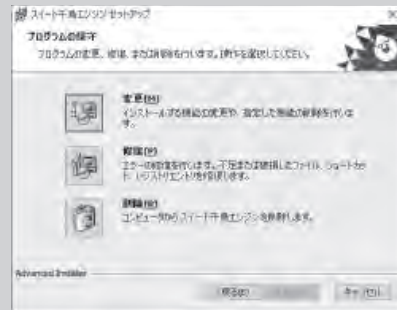 スイート千鳥エンジンセットアップ
プログラムの保守
プログラムの変更、修復、または削除を行います。操作を選択してください。
変更(M)
インストールする機能の変更や、指定した機能の削除を行いま
す。
修復(P)
エラーの修復を行います。不足または破損したファイル、ショートカッ
ト、レジストリエントリを修復します。
削除(R)
コンピュータからスイート千鳥エンジンを削除します。
Advanced Installer
戻る(B)
キャンセル